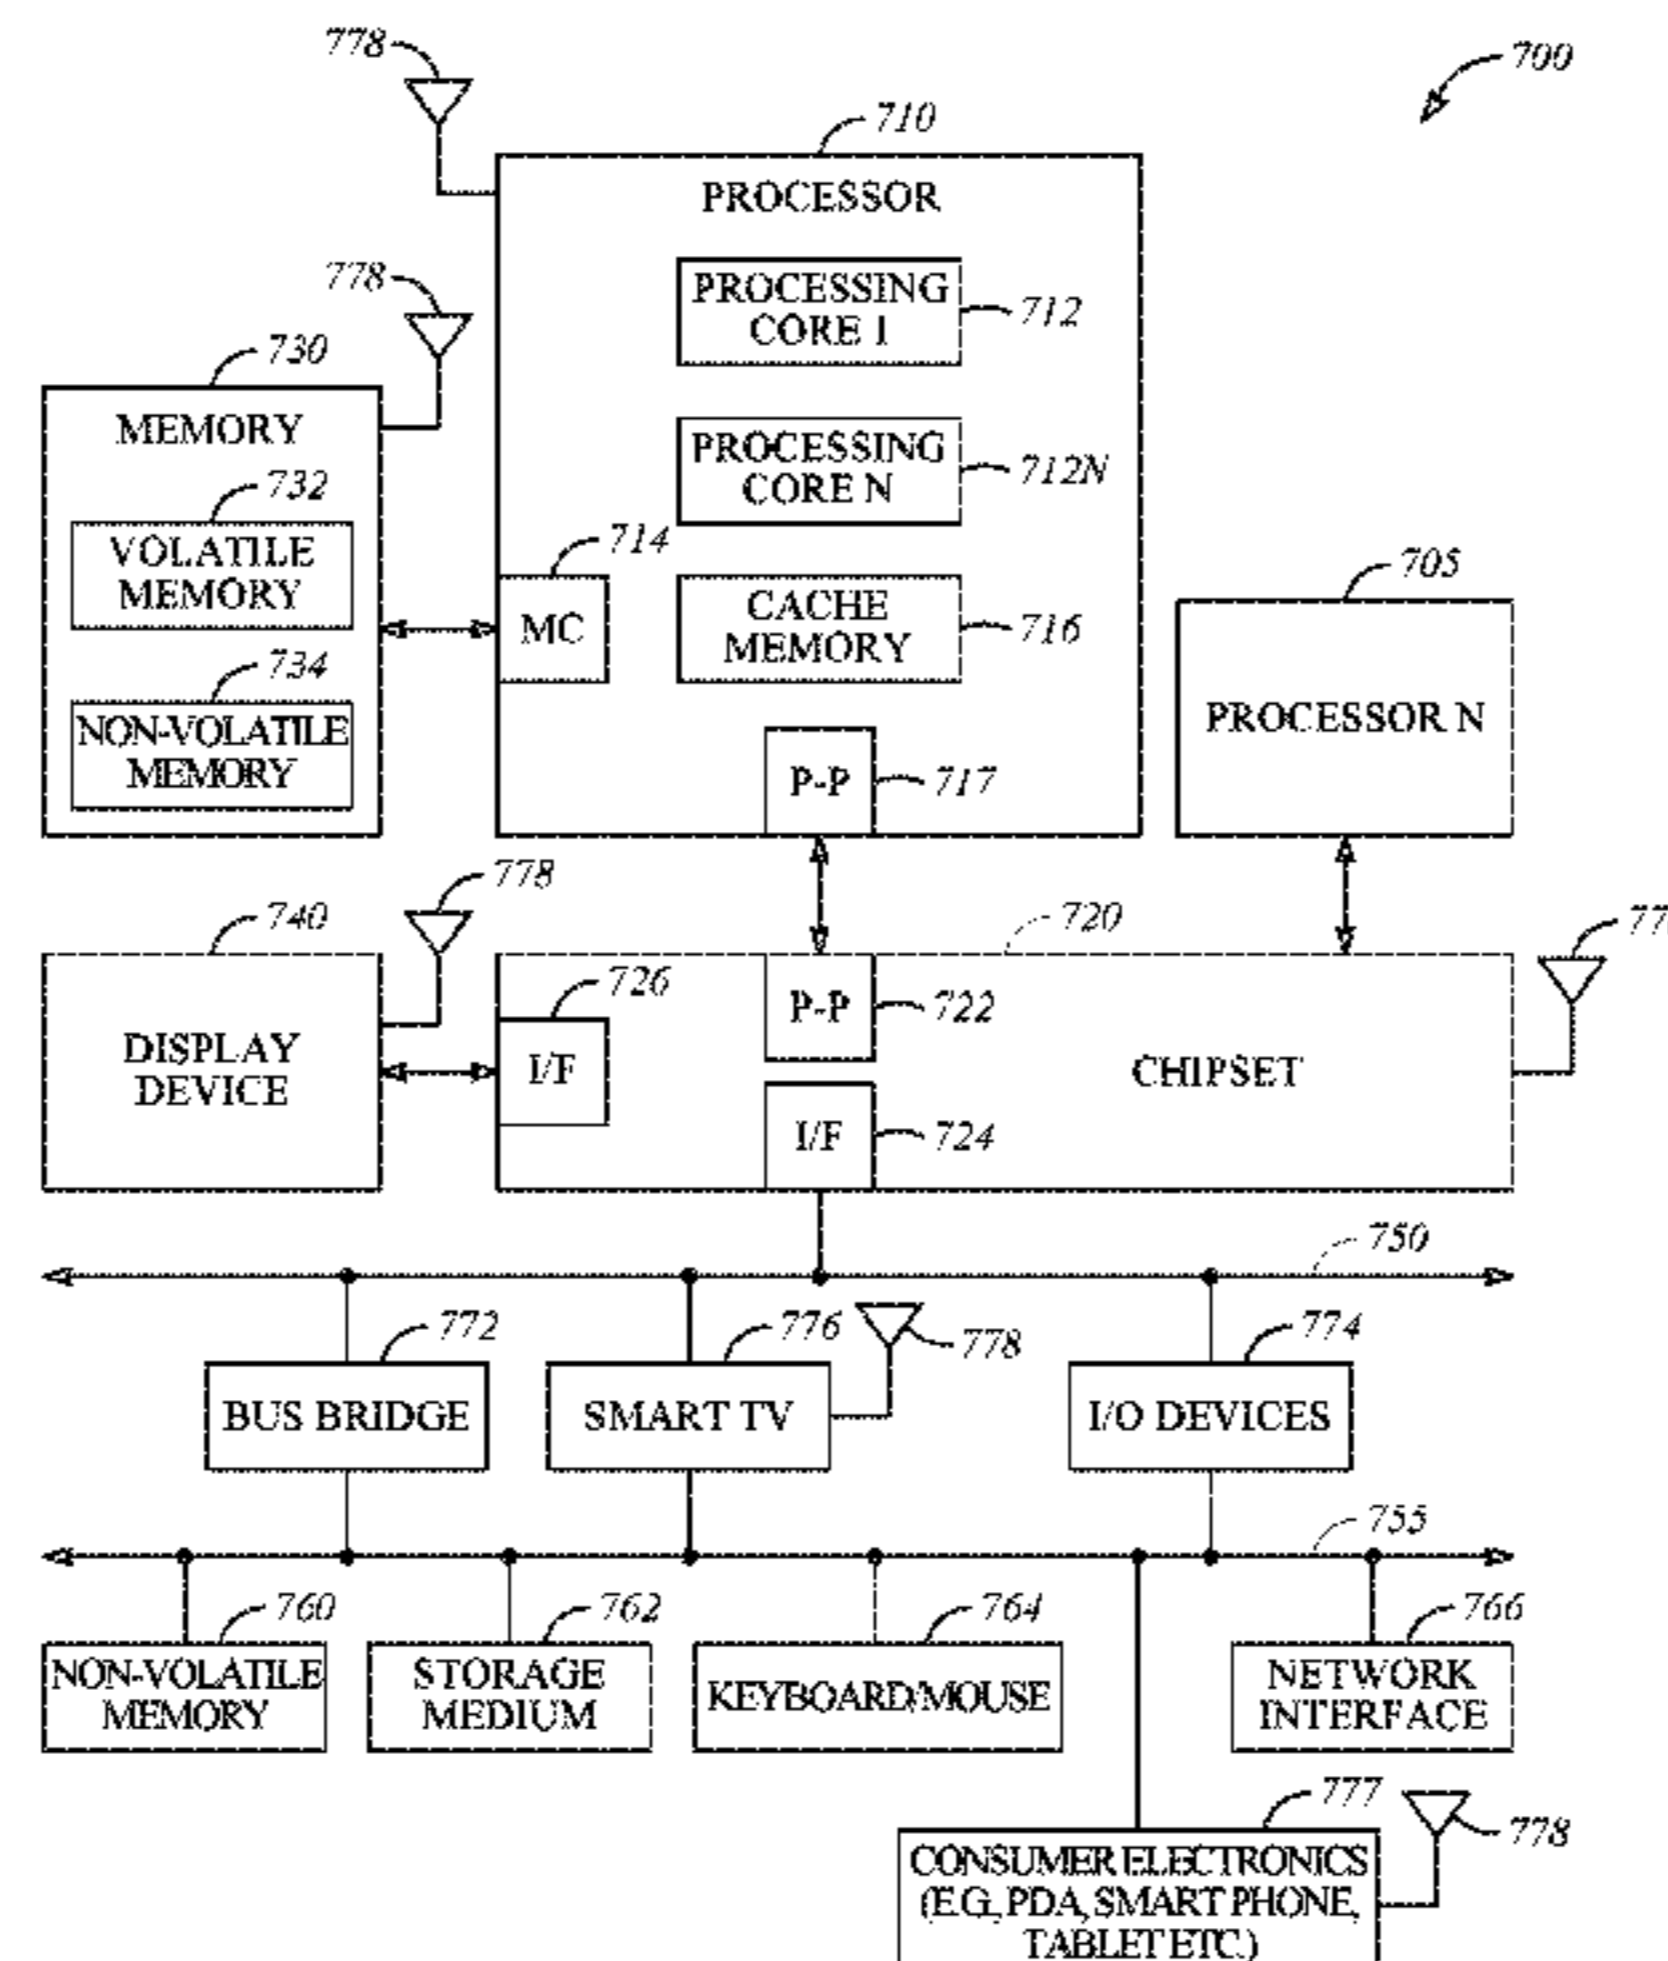 778
700
710
PROCESSOR
778
PROCESSING
CORE 1
712
730
MEMORY
PROCESSING
CORE N
712N
732
VOLATILE
MEMORY
714
MC
CACHE
MEMORY
716
705
PROCESSOR N
734
NON-VOLATILE
MEMORY
P-P
717
778
740
720
726
P-P
722
DISPLAY
DEVICE
I/F
CHIPSET
I/F
724
750
772
776
778
774
BUS BRIDGE
SMART TV
I/O DEVICES
755
760
762
764
766
NON-VOLATILE
MEMORY
STORAGE
MEDIUM
KEYBOARD/MOUSE
NETWORK
INTERFACE
777
778
CONSUMER ELECTRONICS
(E.G., PDA, SMART PHONE,
TABLET ETC.)